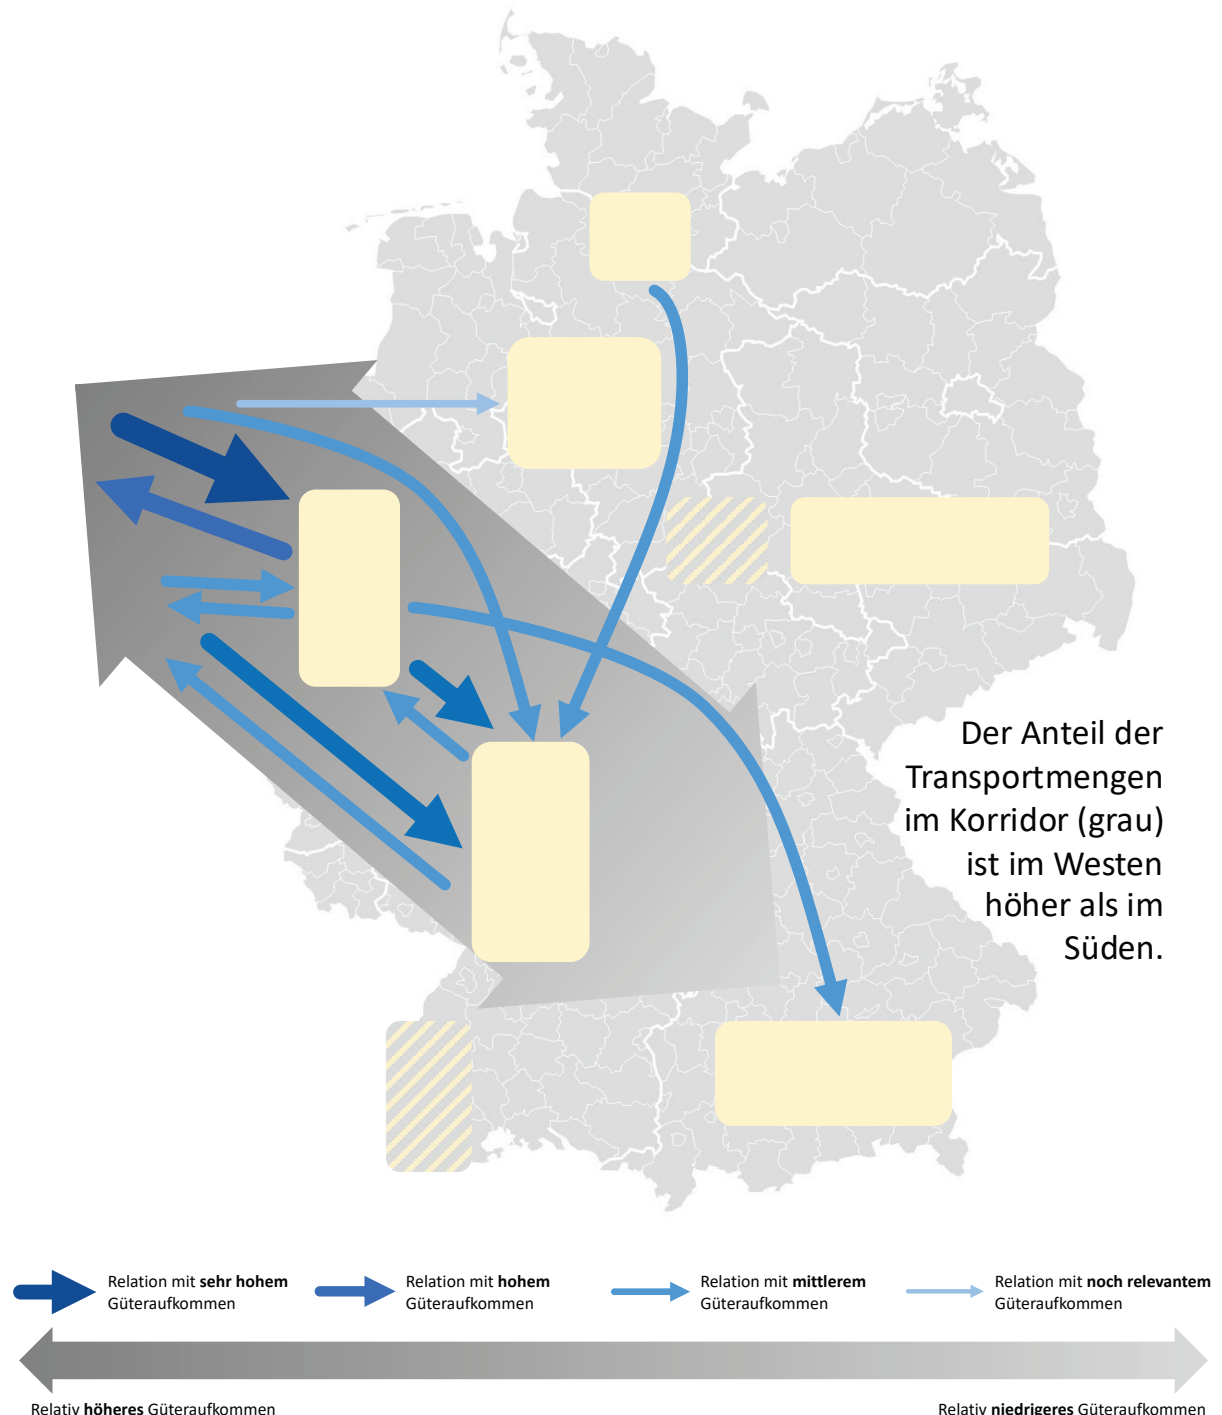 Der Anteil der
Transportmengen
im Korridor (grau)
ist im Westen
höher als im
Süden.
Relation mit sehr hohem
Güteraufkommen
Relation mit hohem
Güteraufkommen
Relation mit mittlerem
Güteraufkommen
Relation mit noch relevantem
Güteraufkommen
Relativ höheres Güteraufkommen
Relativ niedrigeres Güteraufkommen